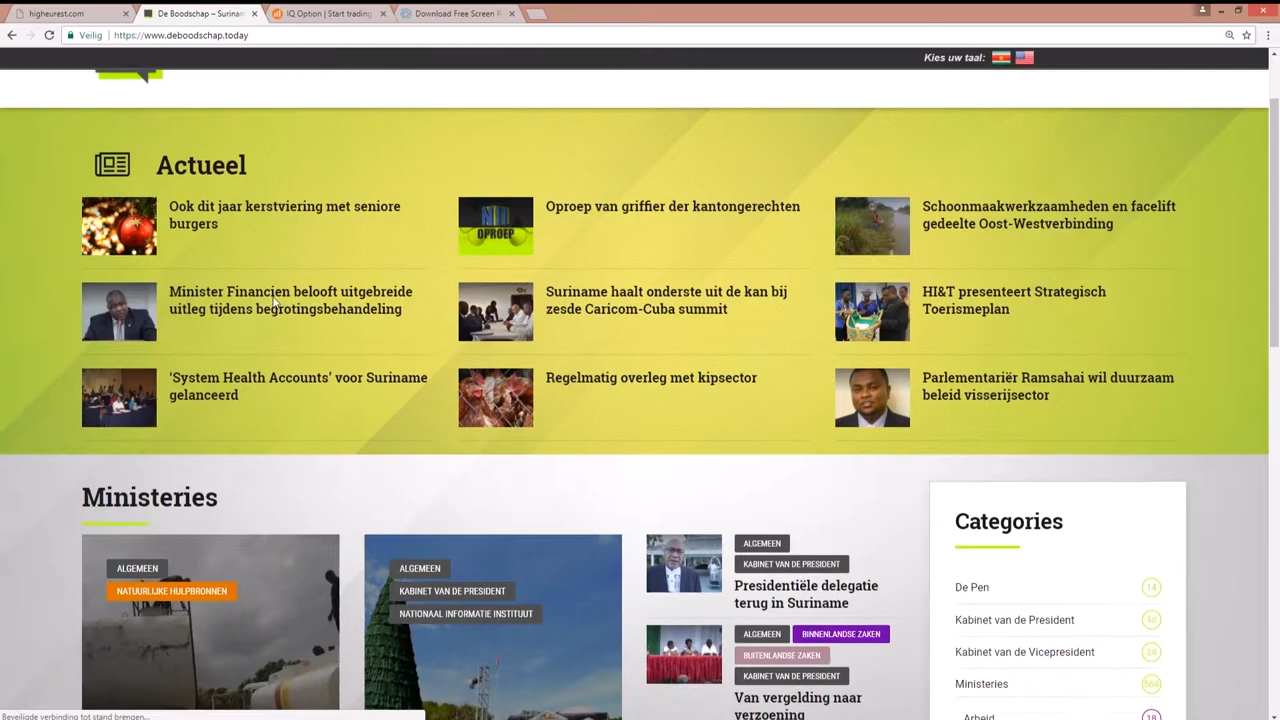 higheurest.com
De Boodschap – Surinam
IQ Option | Start trading
Download Free Screen R
Veilig
https://www.deboodschap.today
Kies uw taal:
Actueel
Ook dit jaar kerstviering met seniore
burgers
Oproep van griffier der kantongerechten
OPROEP
Schoonmaakwerkzaamheden en facelift
gedeelte Oost-Westverbinding
Minister Financien belooft uitgebreide
uitleg tijdens begrotingsbehandeling
Suriname haalt onderste uit de kan bij
zesde Caricom-Cuba summit
HI&T presenteert Strategisch
Toerismeplan
'System Health Accounts' voor Suriname
gelanceerd
Regelmatig overleg met kipsector
Parlementariër Ramsahai wil duurzaam
beleid visserijsector
Ministeries
ALGEMEEN
NATUURLIJKE HULPBRONNEN
ALGEMEEN
KABINET VAN DE PRESIDENT
NATIONAAL INFORMATIE INSTITUUT
ALGEMEEN
KABINET VAN DE PRESIDENT
Presidentiële delegatie
terug in Suriname
ALGEMEEN
BINNENLANDSE ZAKEN
BUITENLANDSE ZAKEN
KABINET VAN DE PRESIDENT
Van vergelding naar
verzoening
Categories
De Pen
14
Kabinet van de President
Kabinet van de Vicepresident
24
Ministeries
564
Arbeid
18
Beveiligde verbinding tot stand brengen...